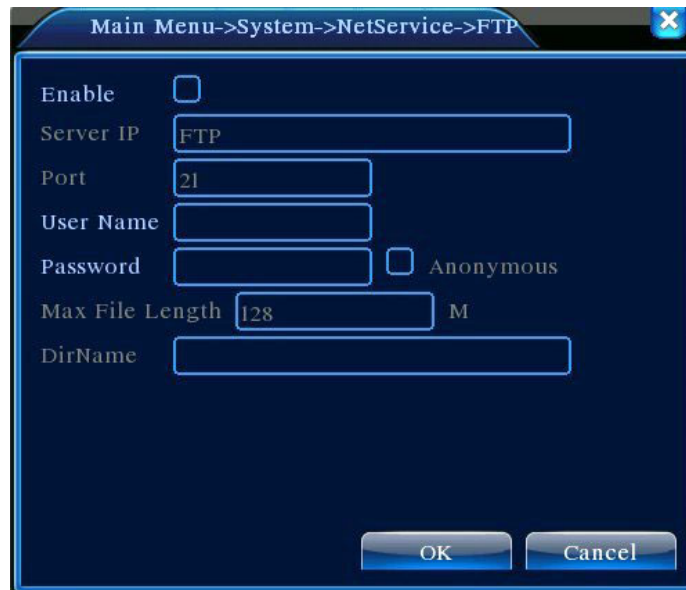 Main Menu->System->NetService->FTP
Enable
Server IP FTP
Port 21
User Name
Password Anonymous
Max File Length 128 M
DirName
OK Cancel